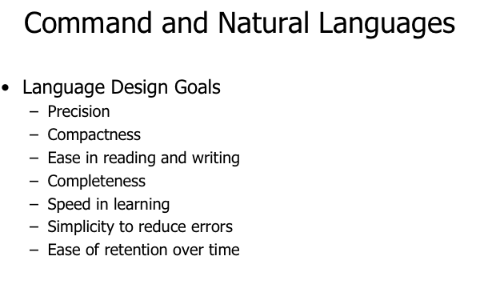 Command and Natural Languages
• Language Design Goals
– Precision
– Compactness
– Ease in reading and writing
– Completeness
– Speed in learning
– Simplicity to reduce errors
– Ease of retention over time